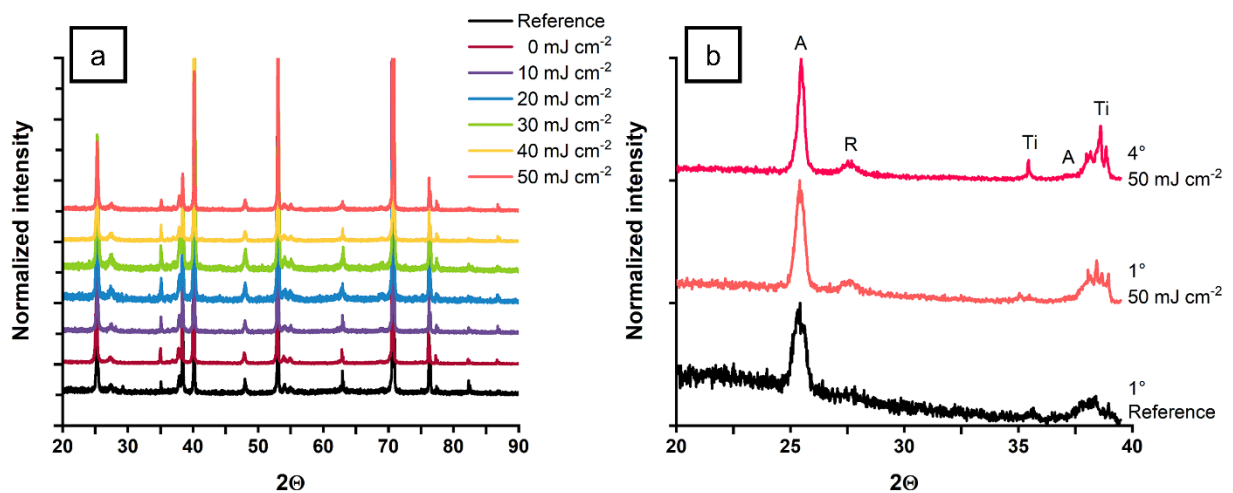 a
Reference
0 mJ cm⁻²
10 mJ cm⁻²
20 mJ cm⁻²
30 mJ cm⁻²
40 mJ cm⁻²
50 mJ cm⁻²
Normalized intensity
20 30 40 50 60 70 80 90
2Θ
b
A
R
Ti
A
Ti
4°
50 mJ cm⁻²
1°
50 mJ cm⁻²
1°
Reference
Normalized intensity
20 25 30 35 40
2Θ